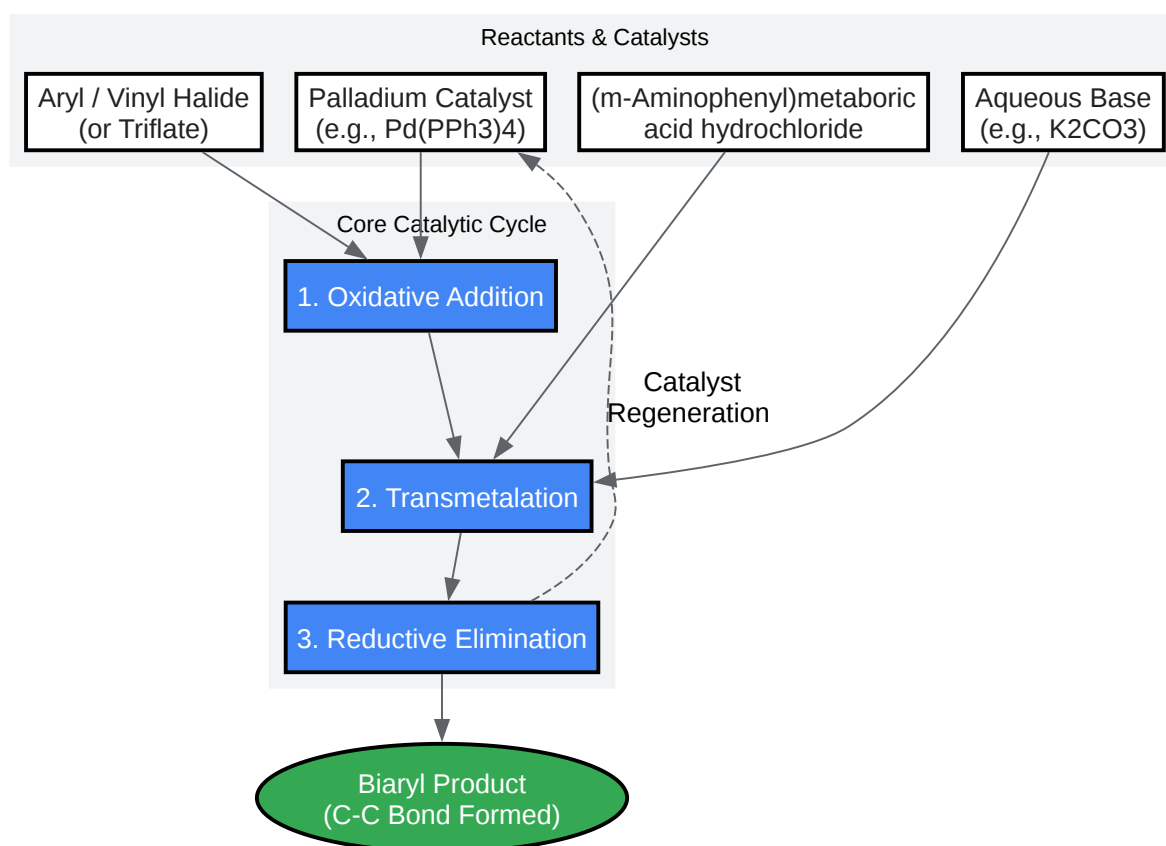 Reactants & Catalysts
Aryl / Vinyl Halide
(or Triflate)
Palladium Catalyst
(e.g., Pd(PPh3)4)
(m-Aminophenyl)metaboric
acid hydrochloride
Aqueous Base
(e.g., K2CO3)
Core Catalytic Cycle
1. Oxidative Addition
Catalyst
Regeneration
2. Transmetalation
3. Reductive Elimination
Biaryl Product
(C-C Bond Formed)